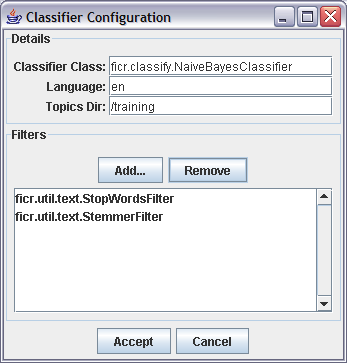 Classifier Configuration
Details
Classifier Class: ficr.classify.NaiveBayesClassifier
Language: en
Topics Dir: /training
Filters
Add... Remove
ficr.util.text.StopWordsFilter
ficr.util.text.StemmerFilter
Accept Cancel